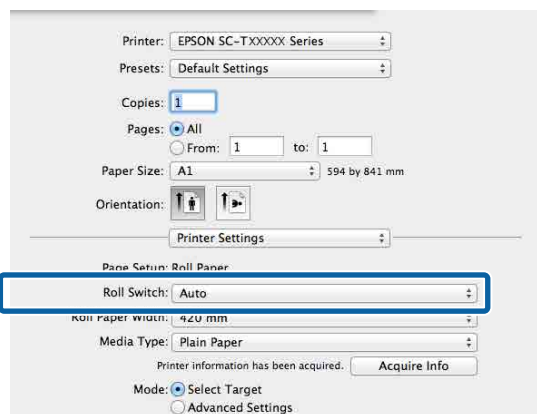 Printer: EPSON SC-TXXXXX Series
Presets: Default Settings
Copies: 1
Pages: All
From: 1 to: 1
Paper Size: A1 594 by 841 mm
Orientation:
Printer Settings
Page Setup: Roll Paper
Roll Switch: Auto
Roll Paper Width: 420 mm
Media Type: Plain Paper
Printer information has been acquired. Acquire Info
Mode: Select Target
Advanced Settings